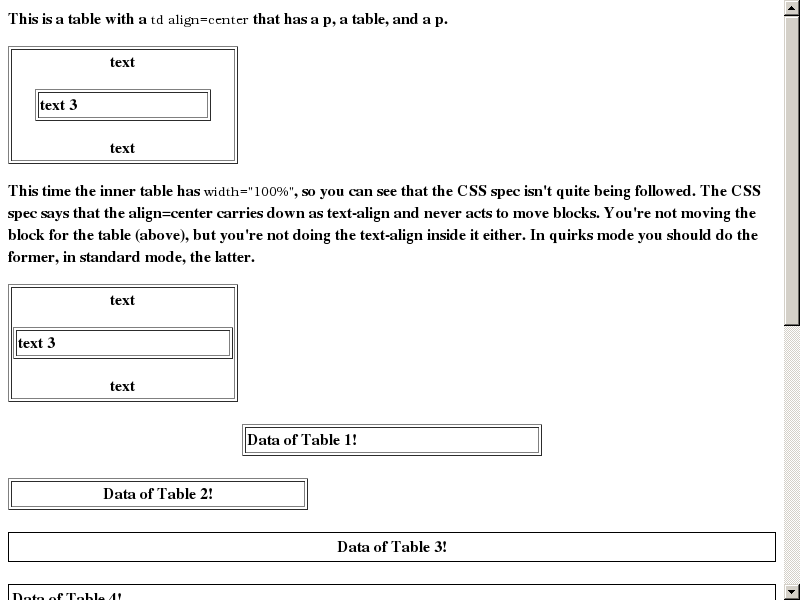 This is a table with a td align=center that has a p, a table, and a p.
text
text 3
text
This time the inner table has width="100%", so you can see that the CSS spec isn't quite being followed. The CSS
spec says that the align=center carries down as text-align and never acts to move blocks. You're not moving the
block for the table (above), but you're not doing the text-align inside it either. In quirks mode you should do the
former, in standard mode, the latter.
text
text 3
text
Data of Table 1!
Data of Table 2!
Data of Table 3!
Data of Table 4!